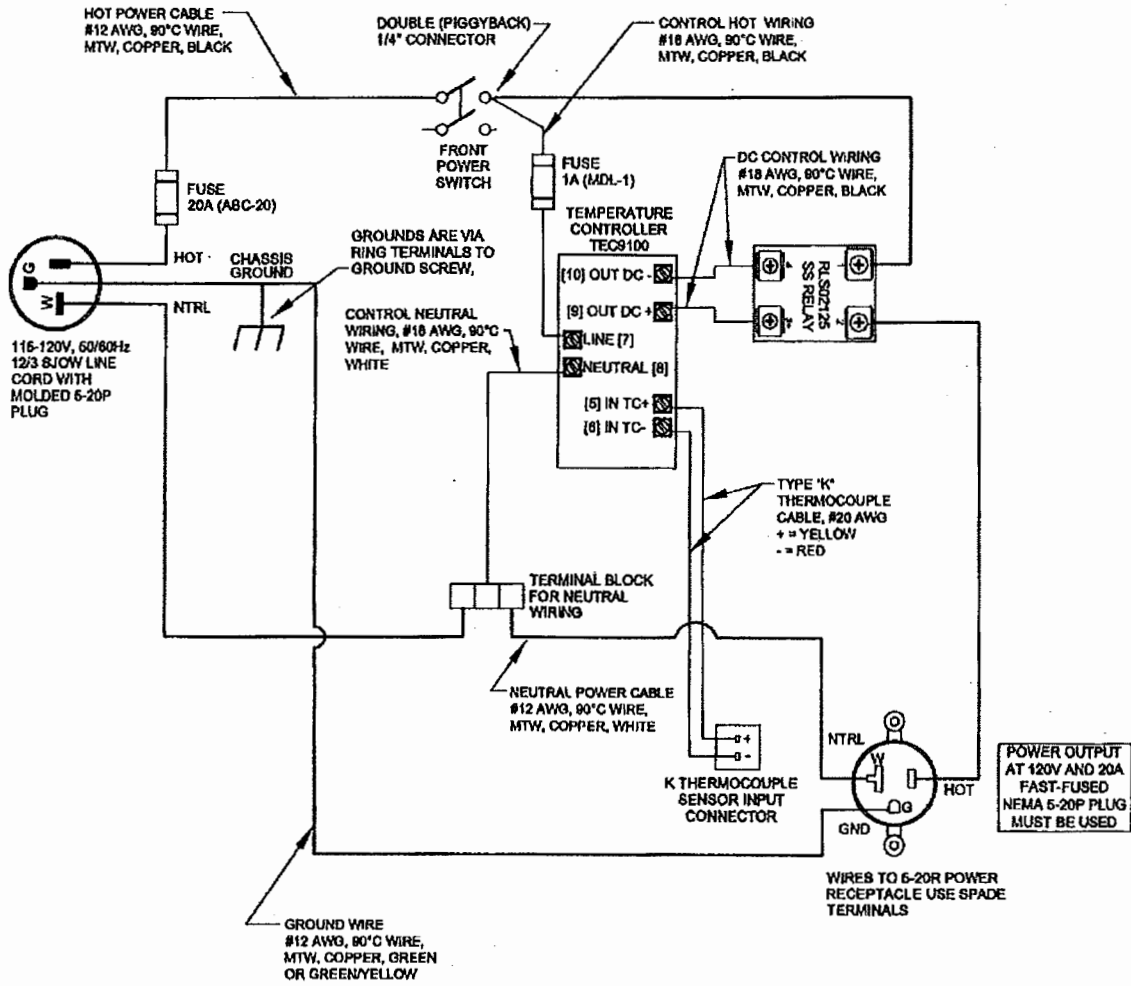 HOT POWER CABLE
#12 AWG, 90°C WIRE,
MTW, COPPER, BLACK
DOUBLE (PIGGYBACK)
1/4" CONNECTOR
CONTROL HOT WIRING
#18 AWG, 90°C WIRE,
MTW, COPPER, BLACK
FRONT
POWER
SWITCH
FUSE
1A (MDL-1)
DC CONTROL WIRING
#18 AWG, 90°C WIRE,
MTW, COPPER, BLACK
FUSE
20A (ABC-20)
TEMPERATURE
CONTROLLER
TEC9100
[10] OUT DC -
[9] OUT DC +
LINE [7]
NEUTRAL [8]
[5] IN TC+
[6] IN TC-
RLS02125
SS RELAY
1
2
3+
4-
G
W
HOT
NTRL
CHASSIS
GROUND
GROUNDS ARE VIA
RING TERMINALS TO
GROUND SCREW,
115-120V, 50/60Hz
12/3 SJOW LINE
CORD WITH
MOLDED 5-20P
PLUG
CONTROL NEUTRAL
WIRING, #18 AWG, 90°C
WIRE, MTW, COPPER,
WHITE
TYPE "K"
THERMOCOUPLE
CABLE, #20 AWG
+ = YELLOW
- = RED
TERMINAL BLOCK
FOR NEUTRAL
WIRING
NEUTRAL POWER CABLE
#12 AWG, 90°C WIRE,
MTW, COPPER, WHITE
+
-
K THERMOCOUPLE
SENSOR INPUT
CONNECTOR
NTRL
W
HOT
G
GND
POWER OUTPUT
AT 120V AND 20A
FAST-FUSED
NEMA 5-20P PLUG
MUST BE USED
WIRES TO 5-20R POWER
RECEPTACLE USE SPADE
TERMINALS
GROUND WIRE
#12 AWG, 90°C WIRE,
MTW, COPPER, GREEN
OR GREEN/YELLOW